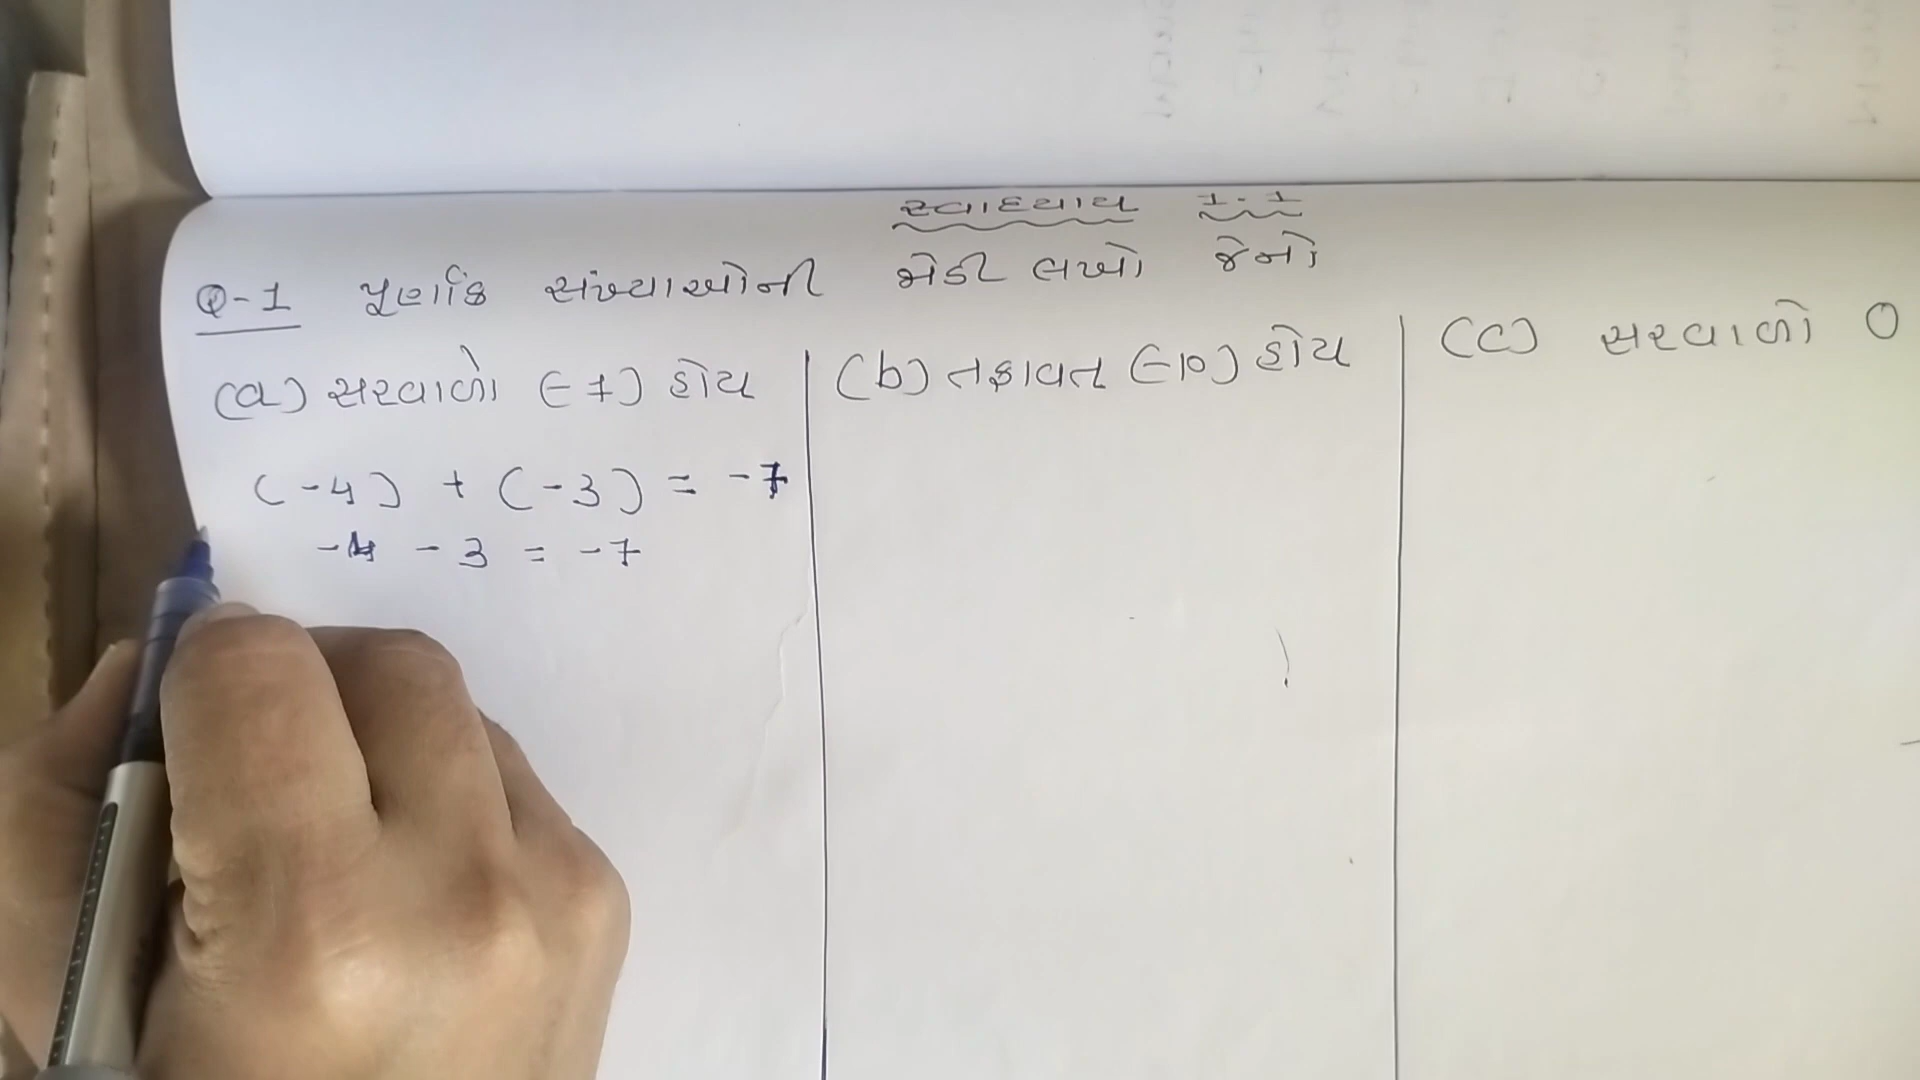 સ્વાધ્યાય 1.1
Q-1 પૂર્ણાંક સંખ્યાઓની જોડી લખો જેનો
(a) સરવાળો (-7) હોય
(b) તફાવત (-10) હોય
(c) સરવાળો 0
(-4) + (-3) = -7
-4 - 3 = -7